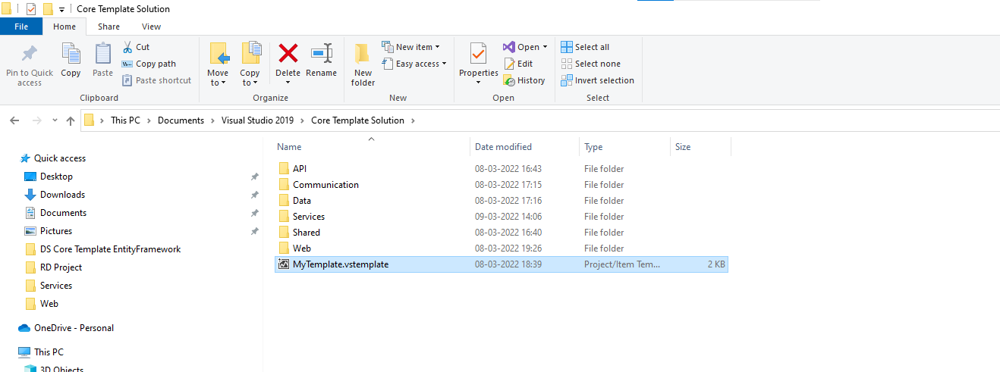 Core Template Solution
File Home Share View
Pin to Quick access
Copy
Paste
Cut
Copy path
Paste shortcut
Clipboard
Move to
Copy to
Delete
Rename
Organize
New folder
New item
Easy access
New
Properties
Open
Edit
History
Open
Select all
Select none
Invert selection
Select
This PC > Documents > Visual Studio 2019 > Core Template Solution >
Quick access
Desktop
Downloads
Documents
Pictures
DS Core Template EntityFramework
RD Project
Services
Web
OneDrive - Personal
This PC
3D Objects
Name Date modified Type Size
API 08-03-2022 16:43 File folder
Communication 08-03-2022 17:15 File folder
Data 08-03-2022 17:16 File folder
Services 09-03-2022 14:06 File folder
Shared 08-03-2022 16:40 File folder
Web 08-03-2022 19:26 File folder
MyTemplate.vstemplate 08-03-2022 18:39 Project/Item Tem... 2 KB